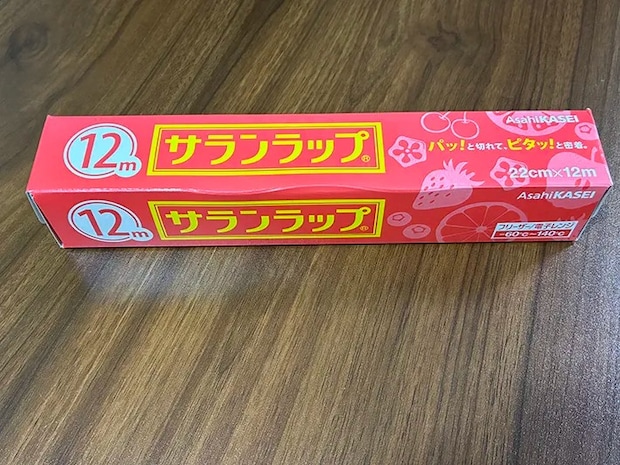 12m
サランラップ®
AsahiKASEI
パッ!と切れて、ピタッ!と密着。
22cm×12m
12m
サランラップ®
AsahiKASEI
フリーザー/電子レンジ
-60℃~140℃